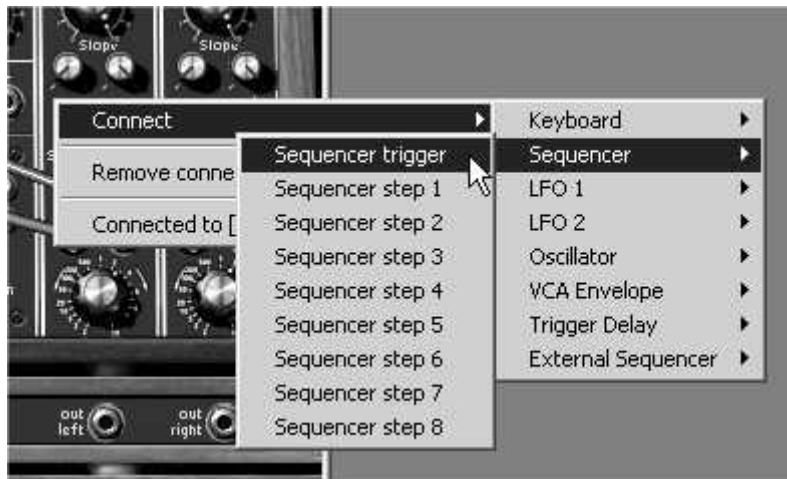 Slope
Slope
Connect
Remove conne
Connected to [
Sequencer trigger
Sequencer step 1
Sequencer step 2
Sequencer step 3
Sequencer step 4
Sequencer step 5
Sequencer step 6
Sequencer step 7
Sequencer step 8
Keyboard
Sequencer
LFO 1
LFO 2
Oscillator
VCA Envelope
Trigger Delay
External Sequencer
out
left
out
right